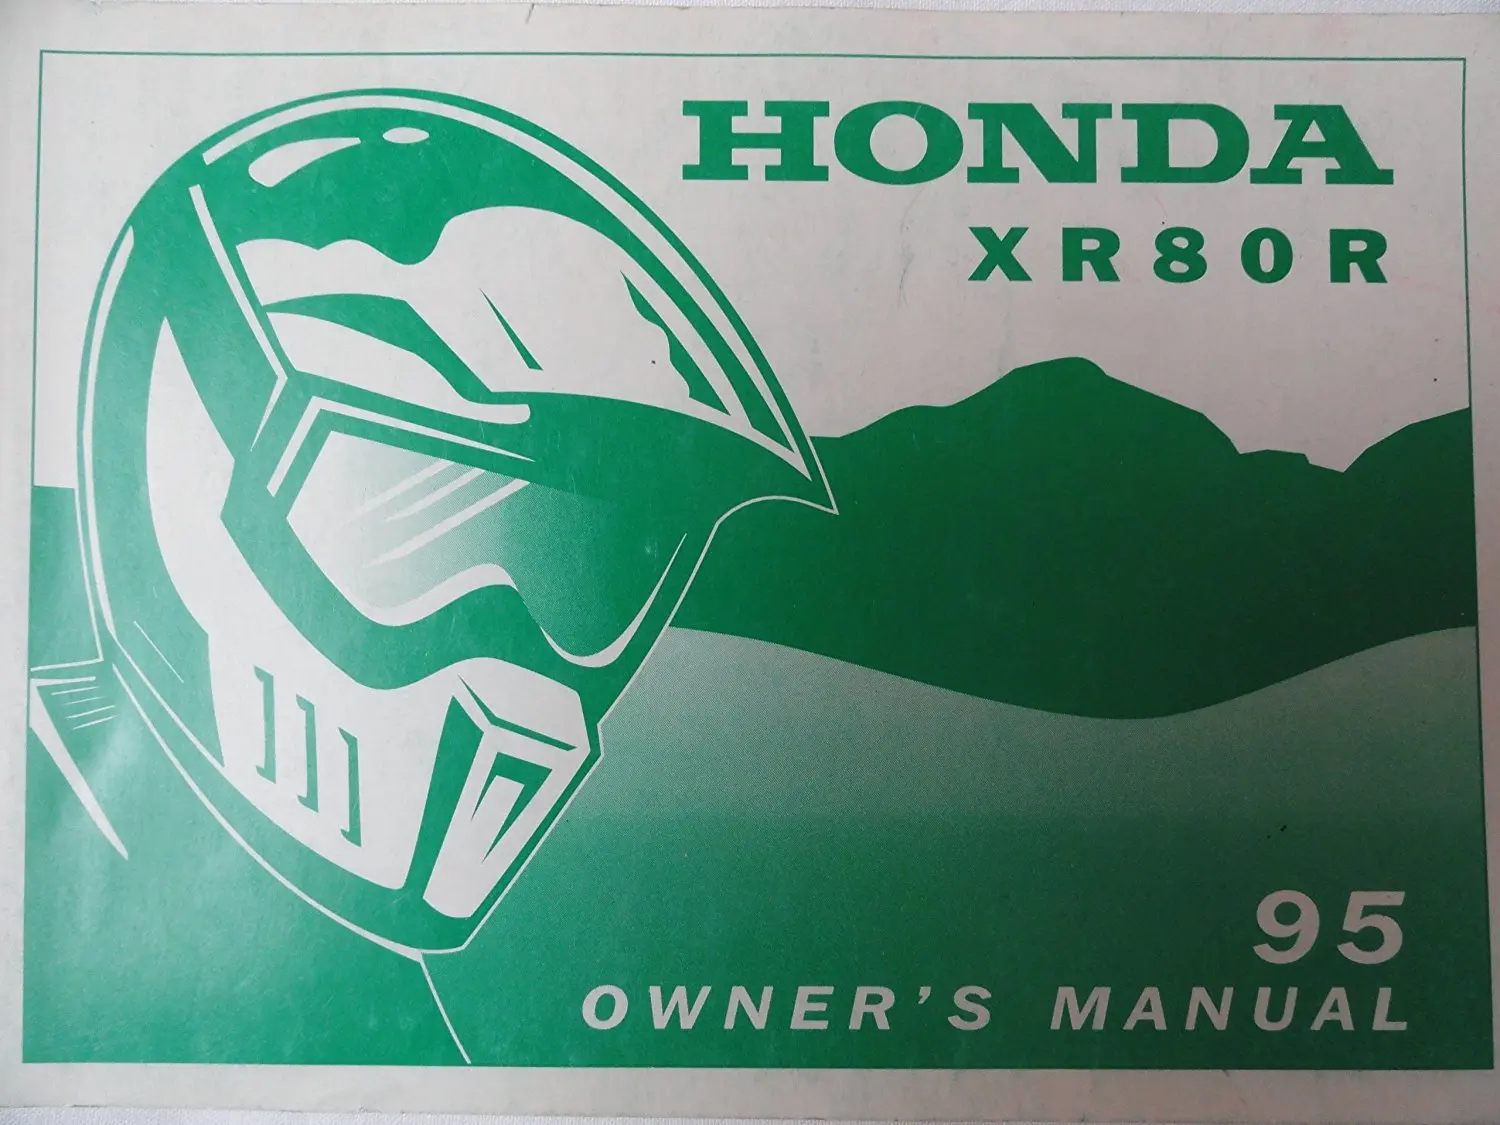 HONDA
XR80R
95
OWNER'S MANUAL